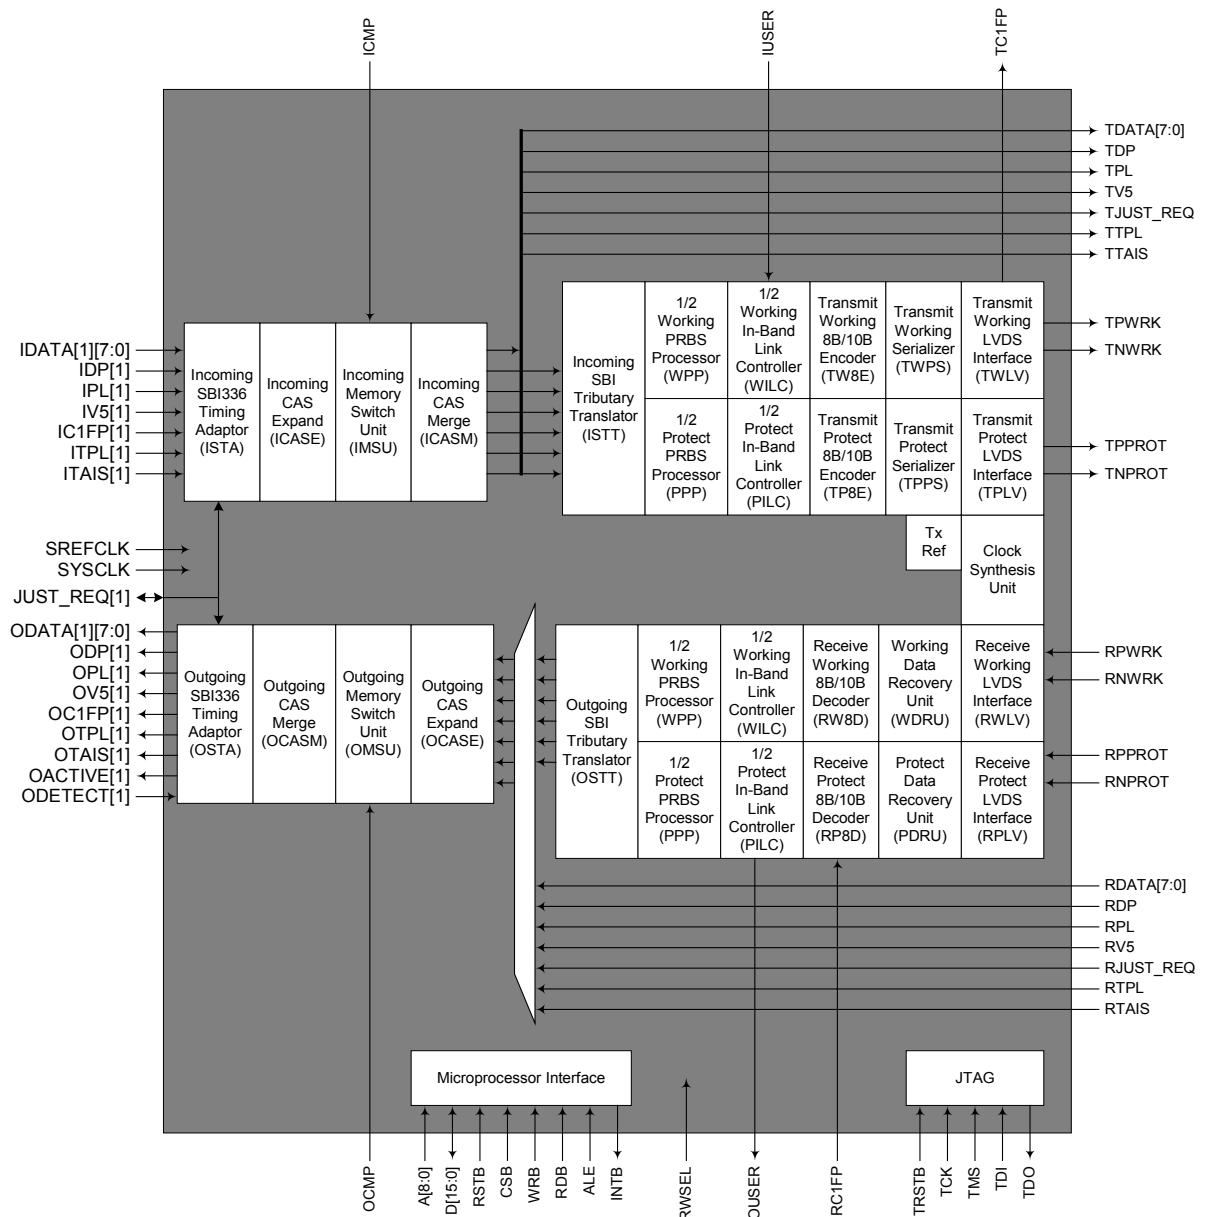 ICMP
IUSER
TC1FP
TDATA[7:0]
TDP
TPL
TV5
TJUST_REQ
TTPL
TTAIS
IDATA[1][7:0]
IDP[1]
IPL[1]
IV5[1]
IC1FP[1]
ITPL[1]
ITAIS[1]
Incoming
SBI336
Timing
Adaptor
(ISTA)
Incoming
CAS
Expand
(ICASE)
Incoming
Memory
Switch
Unit
(IMSU)
Incoming
CAS
Merge
(ICASM)
Incoming
SBI
Tributary
Translator
(ISTT)
1/2
Working
PRBS
Processor
(WPP)
1/2
Working
In-Band
Link
Controller
(WILC)
Transmit
Working
8B/10B
Encoder
(TW8E)
Transmit
Working
Serializer
(TWPS)
Transmit
Working
LVDS
Interface
(TWLV)
TPWRK
TNWRK
1/2
Protect
PRBS
Processor
(PPP)
1/2
Protect
In-Band
Link
Controller
(PILC)
Transmit
Protect
8B/10B
Encoder
(TP8E)
Transmit
Protect
Serializer
(TPPS)
Transmit
Protect
LVDS
Interface
(TPLV)
TPPROT
TNPROT
Tx
Ref
Clock
Synthesis
Unit
SREFCLK
SYSCLK
JUST_REQ[1]
ODATA[1][7:0]
ODP[1]
OPL[1]
OV5[1]
OC1FP[1]
OTPL[1]
OTAIS[1]
OACTIVE[1]
ODETECT[1]
Outgoing
SBI336
Timing
Adaptor
(OSTA)
Outgoing
CAS
Merge
(OCASM)
Outgoing
Memory
Switch
Unit
(OMSU)
Outgoing
CAS
Expand
(OCASE)
Outgoing
SBI
Tributary
Translator
(OSTT)
1/2
Working
PRBS
Processor
(WPP)
1/2
Working
In-Band
Link
Controller
(WILC)
Receive
Working
8B/10B
Decoder
(RW8D)
Working
Data
Recovery
Unit
(WDRU)
Receive
Working
LVDS
Interface
(RWLV)
RPWRK
RNWRK
1/2
Protect
PRBS
Processor
(PPP)
1/2
Protect
In-Band
Link
Controller
(PILC)
Receive
Protect
8B/10B
Decoder
(RP8D)
Protect
Data
Recovery
Unit
(PDRU)
Receive
Protect
LVDS
Interface
(RPLV)
RPPROT
RNPROT
RDATA[7:0]
RDP
RPL
RV5
RJUST_REQ
RTPL
RTAIS
Microprocessor Interface
JTAG
OCMP
A[8:0]
D[15:0]
RSTB
CSB
WRB
RDB
ALE
INTB
RWSEL
OUSER
RC1FP
TRSTB
TCK
TMS
TDI
TDO